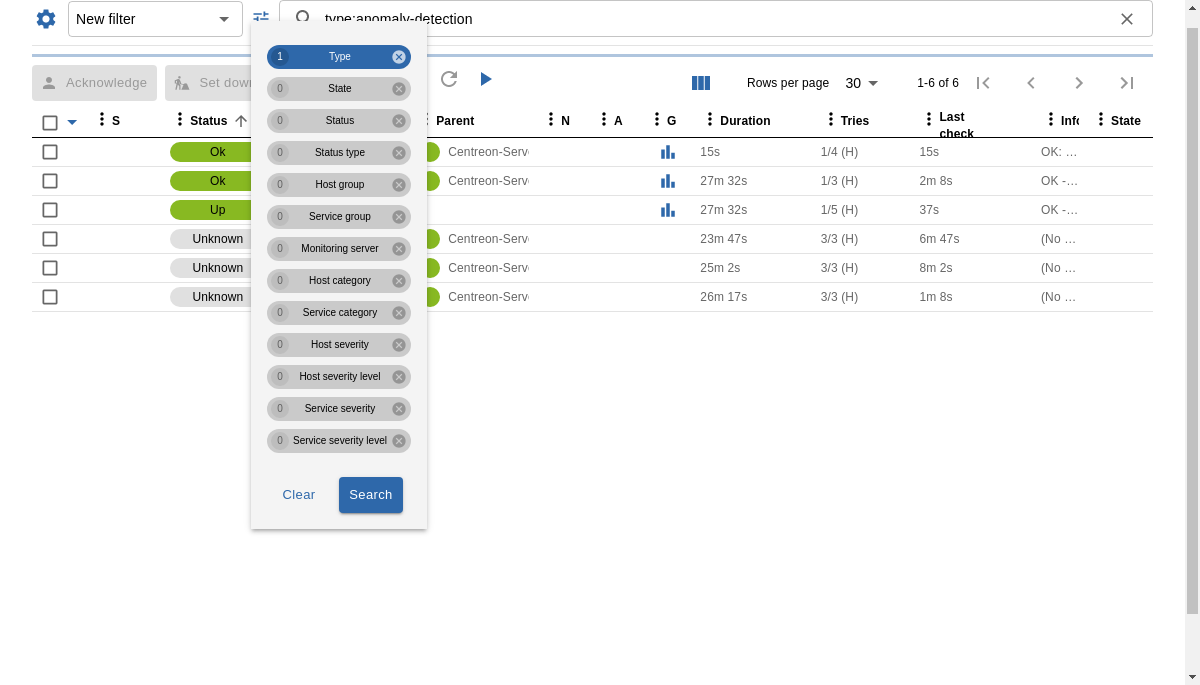 New filter
type:anomaly-detection
Acknowledge
Rows per page 30 1-6 of 6
S Status Parent N A G Duration Tries Last check State
Ok Centreon-Serv 15s 1/4 (H) 15s OK: ...
Ok Centreon-Serv 27m 32s 1/3 (H) 2m 8s OK -...
Up 27m 32s 1/5 (H) 37s OK -...
Unknown Centreon-Serv 23m 47s 3/3 (H) 6m 47s (No ...
Unknown Centreon-Serv 25m 2s 3/3 (H) 8m 2s (No ...
Unknown Centreon-Serv 26m 17s 3/3 (H) 1m 8s (No ...
1 Type
0 State
0 Status
0 Status type
0 Host group
0 Service group
0 Monitoring server
0 Host category
0 Service category
0 Host severity
0 Host severity level
0 Service severity
0 Service severity level
Clear Search